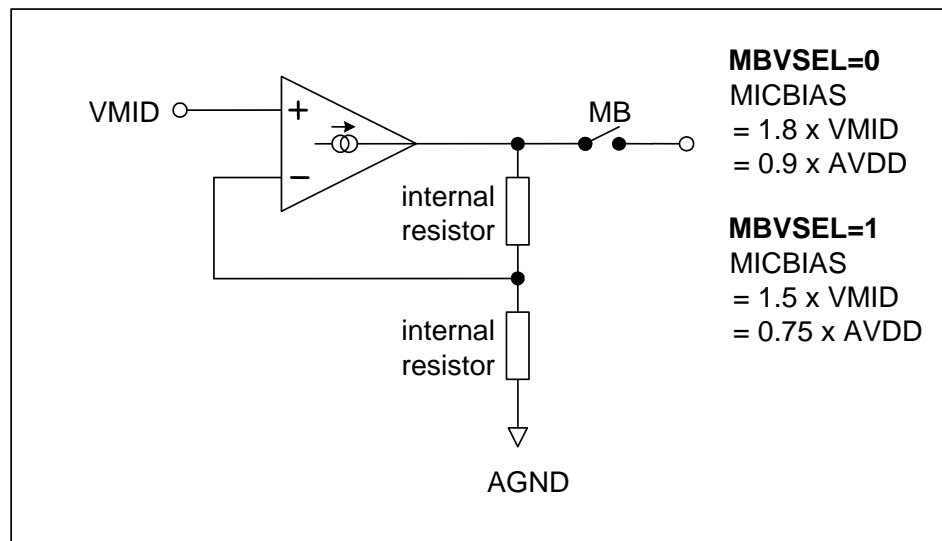 VMID
+
−
MB
internal
resistor
internal
resistor
AGND
MBVSEL=0
MICBIAS
= 1.8 x VMID
= 0.9 x AVDD
MBVSEL=1
MICBIAS
= 1.5 x VMID
= 0.75 x AVDD